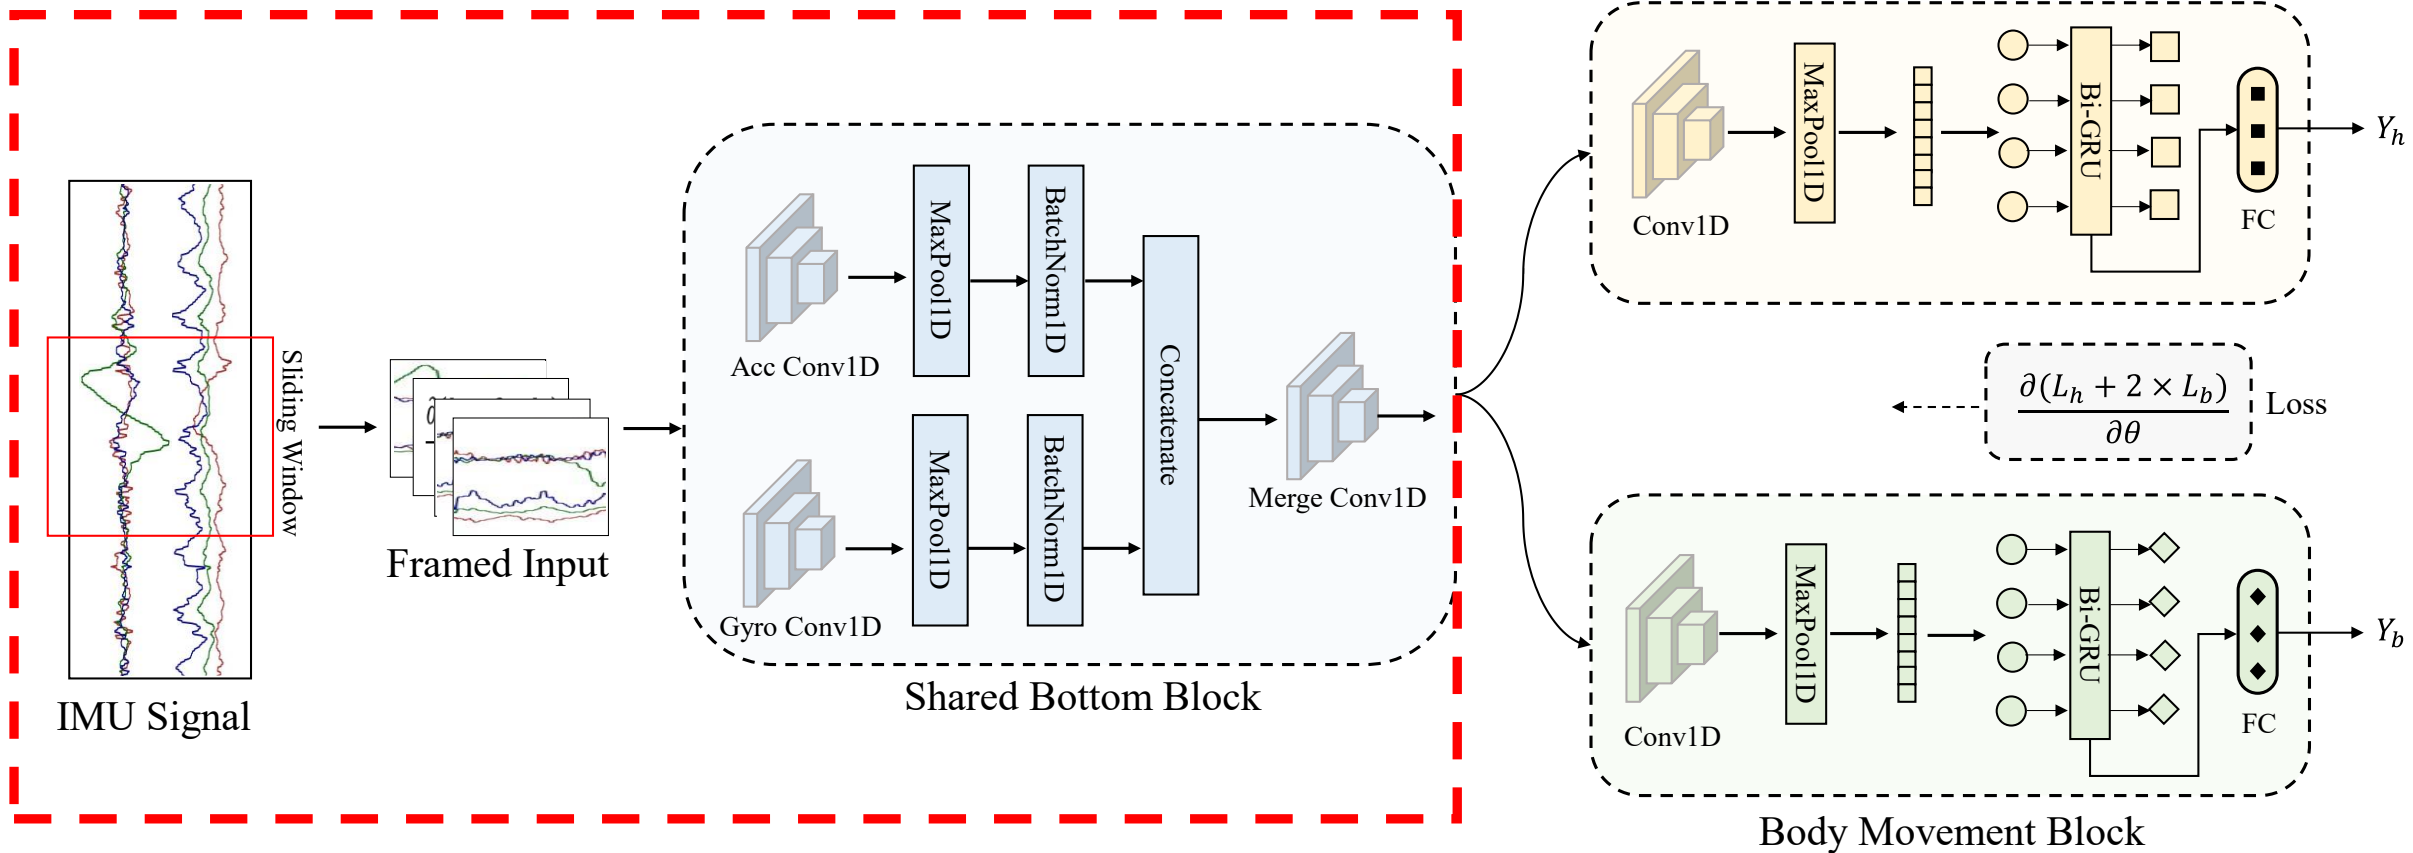 IMU Signal
Sliding Window
Framed Input
Acc Conv1D
MaxPool1D
BatchNorm1D
Gyro Conv1D
MaxPool1D
BatchNorm1D
Concatenate
Merge Conv1D
Shared Bottom Block
Conv1D
MaxPool1D
Bi-GRU
FC
Y_h
∂(L_h + 2 × L_b)
∂θ
Loss
Conv1D
MaxPool1D
Bi-GRU
FC
Y_b
Body Movement Block